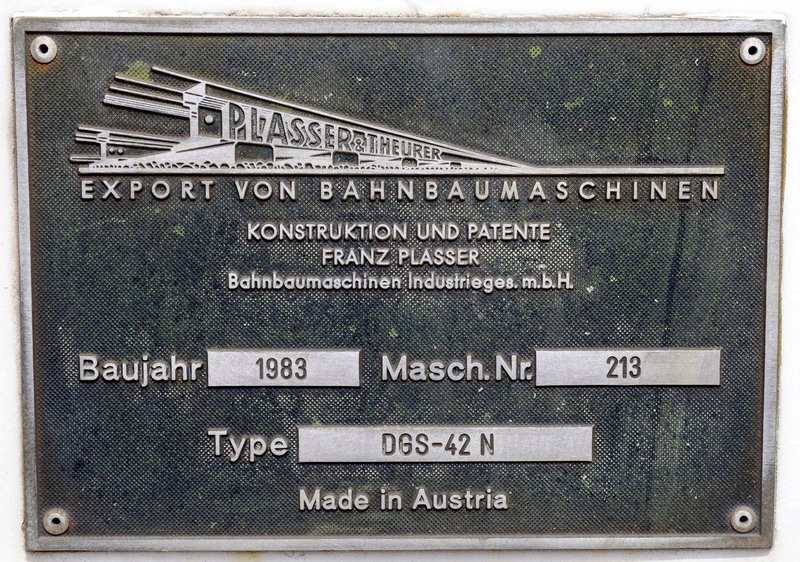 PLASSER & THEURER
EXPORT VON BAHNBAUMASCHINEN
KONSTRUKTION UND PATENTE
FRANZ PLASSER
Bahnbaumaschinen Industrieges. m.b.H.
Baujahr 1983 Masch. Nr. 213
Type DGS-42 N
Made in Austria